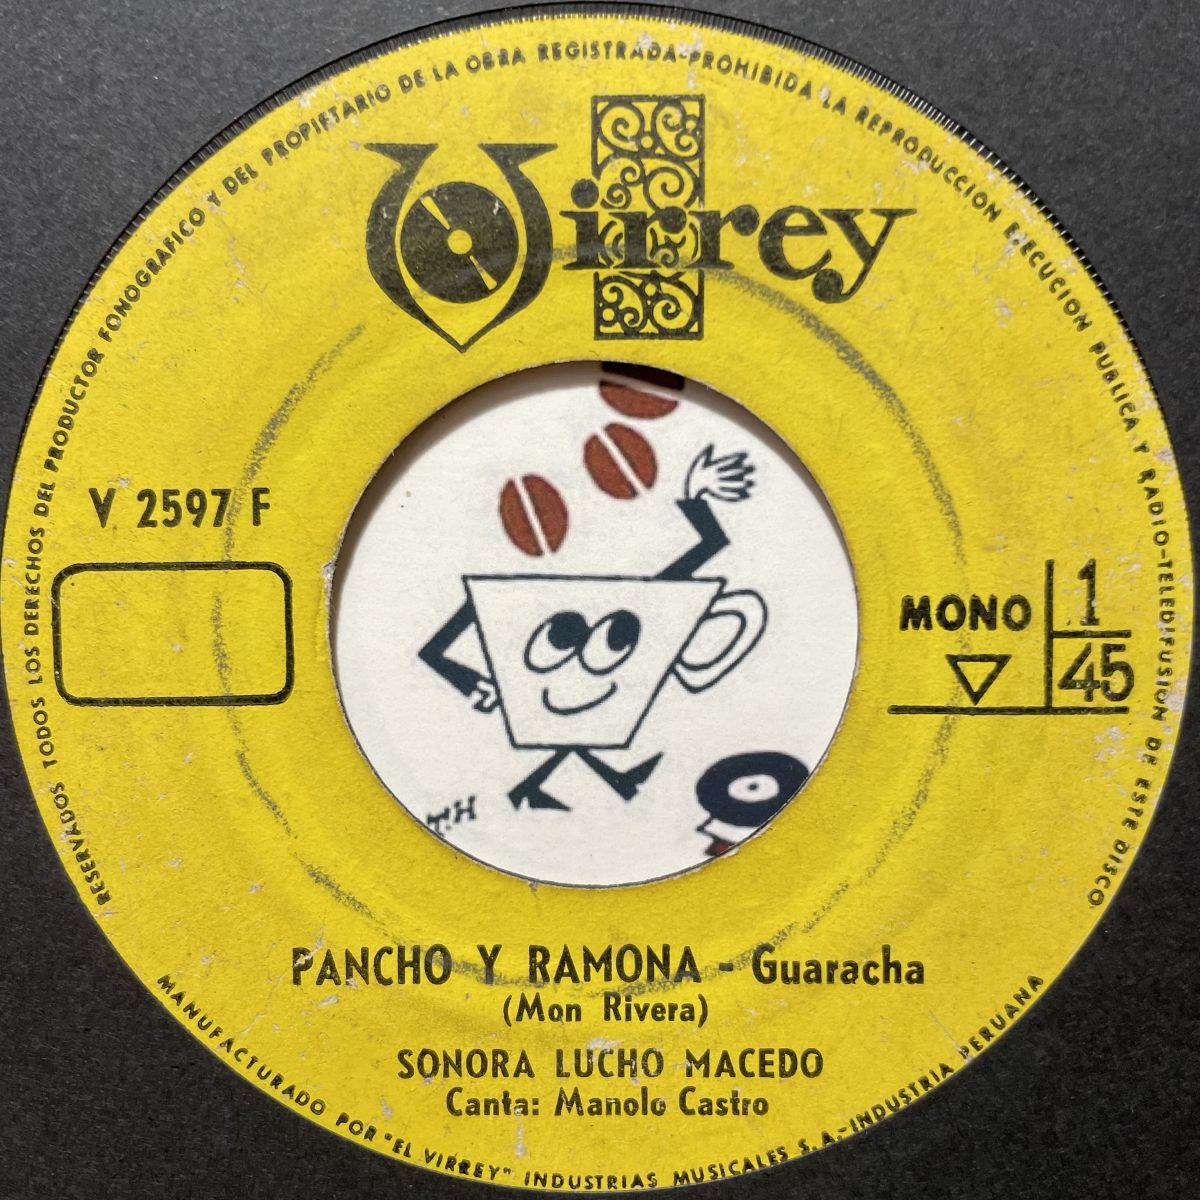 RESERVADOS TODOS LOS DERECHOS DEL PRODUCTOR FONOGRAFICO Y DEL PROPIETARIO DE LA OBRA REGISTRADA-PROHIBIDA LA REPRODUCCION EJECUCION PUBLICA Y RADIO-TELEDIFUSION DE ESTE DISCO
Virrey
V 2597 F
MONO 1
45
T.H
PANCHO Y RAMONA - Guaracha
(Mon Rivera)
SONORA LUCHO MACEDO
Canta: Manolo Castro
MANUFACTURADO POR "EL VIRREY" INDUSTRIAS MUSICALES S.A.-INDUSTRIA PERUANA